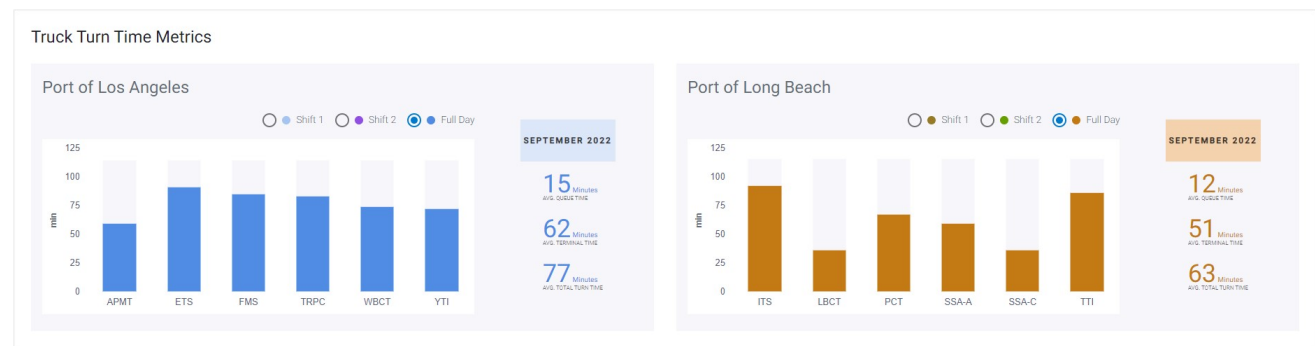 Truck Turn Time Metrics
Port of Los Angeles
Shift 1 Shift 2 Full Day
SEPTEMBER 2022
125
100
75
50
25
0
min
APMT ETS FMS TRPC WBCT YTI
15 Minutes
AVG. QUEUE TIME
62 Minutes
AVG. TERMINAL TIME
77 Minutes
AVG. TOTAL TURN TIME
Port of Long Beach
Shift 1 Shift 2 Full Day
SEPTEMBER 2022
125
100
75
50
25
0
min
ITS LBCT PCT SSA-A SSA-C TTI
12 Minutes
AVG. QUEUE TIME
51 Minutes
AVG. TERMINAL TIME
63 Minutes
AVG. TOTAL TURN TIME